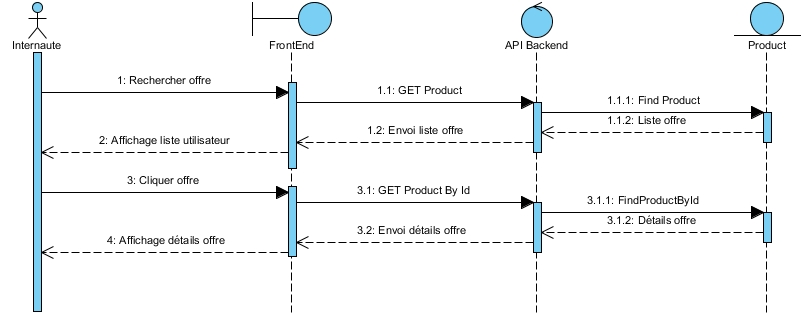 Internaute
FrontEnd
API Backend
Product
1: Rechercher offre
1.1: GET Product
1.1.1: Find Product
1.1.2: Liste offre
1.2: Envoi liste offre
2: Affichage liste utilisateur
3: Cliquer offre
3.1: GET Product By Id
3.1.1: FindProductById
3.1.2: Détails offre
3.2: Envoi détails offre
4: Affichage détails offre